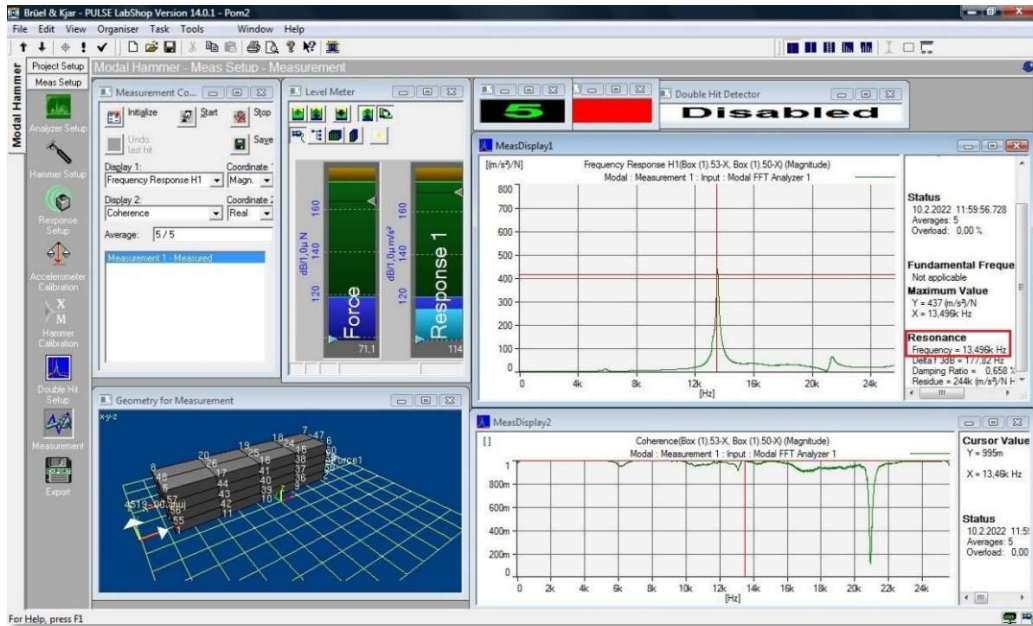 Brüel & Kjar - PULSE LabShop Version 14.0.1 - Pom2
File Edit View Organiser Task Tools Window Help
Modal Hammer - Meas Setup - Measurement
Modal Hammer
Project Setup
Meas Setup
Analyzer Setup
Hammer Setup
Response
Setup
Accelerometer
Calibration
X
M
Hammer
Calibration
Double Hit
Setup
Measurement
Export
Measurement Co...
Initialize Start Stop
Undo
last hit
Save
Display 1: Coordinate
Frequency Response H1 Magn.
Display 2: Coordinate 2
Coherence Real
Average: 5 / 5
Measurement 1 - Measured
Level Meter
dB/1,0µ N
120 140 160
Force
71,1
dB/1,0µ m/s²
120 140 160
Response 1
114
5
Double Hit Detector
Disabled
MeasDisplay1
[(m/s²)/N] Frequency Response H1(Box (1).53-X, Box (1).50-X) (Magnitude)
Modal : Measurement 1 : Input : Modal FFT Analyzer 1
800
700
600
500
400
300
200
100
0
0 4k 8k 12k 16k 20k 24k
[Hz]
Status
10.2.2022 11:59:56.728
Averages: 5
Overload: 0,00 %
Fundamental Freque
Not applicable
Maximum Value
Y = 437 (m/s²)/N
X = 13,496k Hz
Resonance
Frequency = 13,496k Hz
Delta f 3dB = 177,82 Hz
Damping Ratio = 0,658 %
Residue = 244k (m/s²)/N H
Geometry for Measurement
x-y-z
MeasDisplay2
[] Coherence(Box (1).53-X, Box (1).50-X) (Magnitude)
Modal : Measurement 1 : Input : Modal FFT Analyzer 1
1
800m
600m
400m
200m
0
0 2k 4k 6k 8k 10k 12k 14k 16k 18k 20k 22k 24k
[Hz]
Cursor Value
Y = 995m
X = 13,46k
Status
10.2.2022 11:5
Averages: 5
Overload: 0,00
For Help, press F1